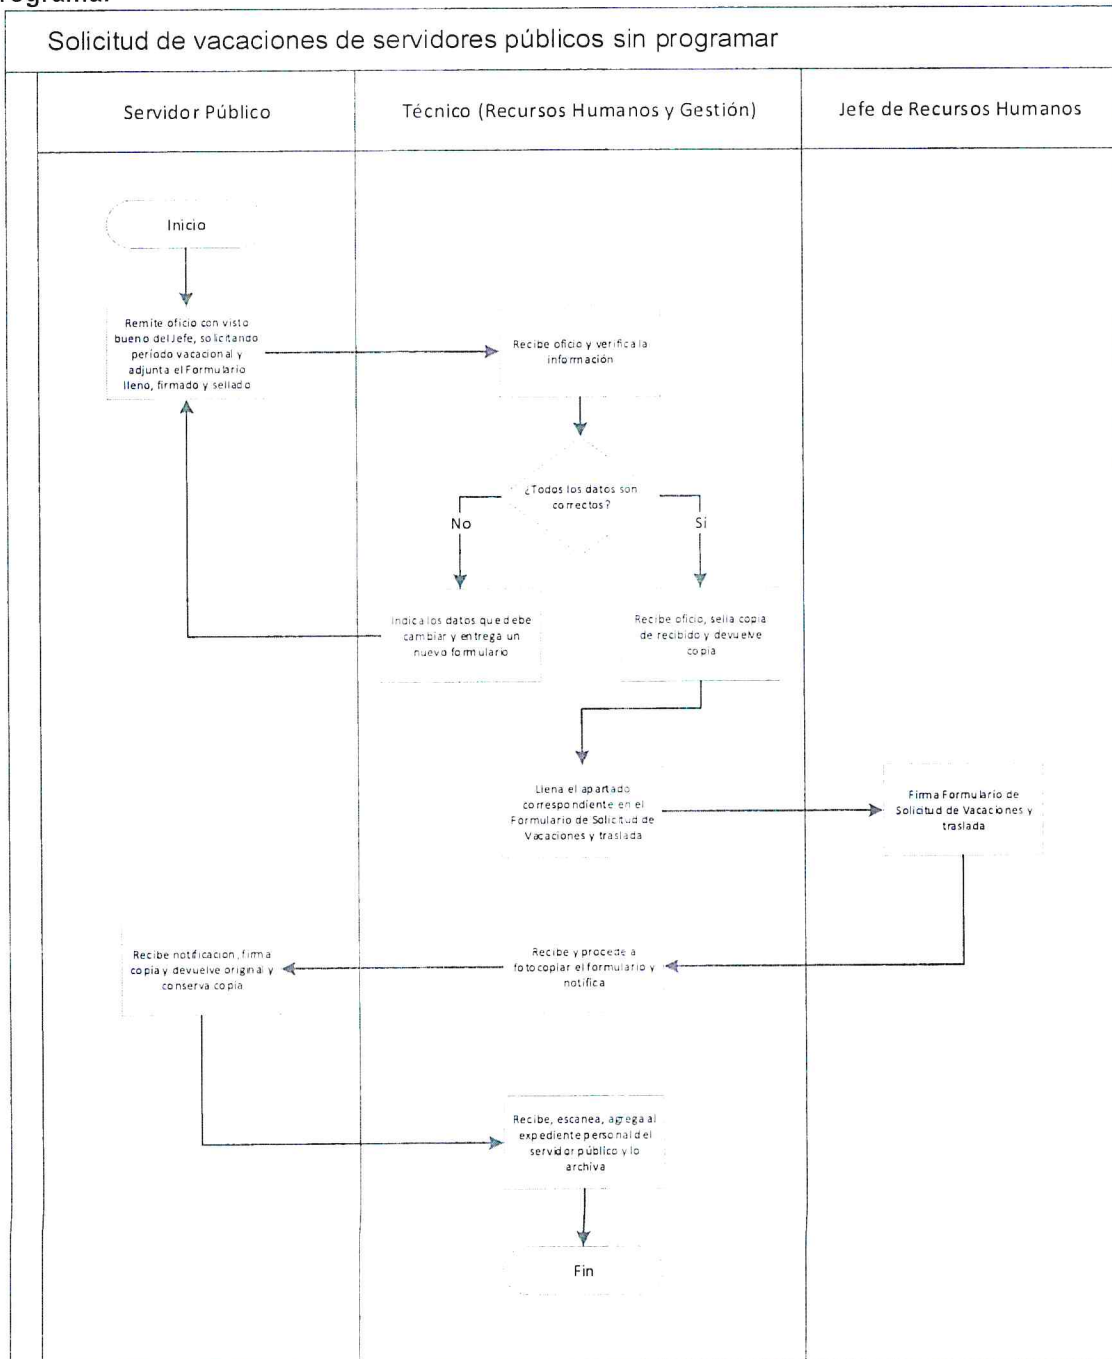 Solicitud de vacaciones de servidores públicos sin programar
Servidor Público
Técnico (Recursos Humanos y Gestión)
Jefe de Recursos Humanos
Inicio
Remite oficio con visto
bueno del Jefe, solicitando
período vacacional y
adjunta el Formulario
lleno, firmado y sellado
Recibe oficio y verifica la
información
¿Todos los datos son
correctos?
No
Si
Indica los datos que debe
cambiar y entrega un
nuevo formulario
Recibe oficio, sella copia
de recibido y devuelve
copia
Llena el apartado
correspondiente en el
Formulario de Solicitud de
Vacaciones y traslada
Firma Formulario de
Solicitud de Vacaciones y
traslada
Recibe y procede a
fotocopiar el formulario y
notifica
Recibe notificacion, firma
copia y devuelve original y
conserva copia
Recibe, escanea, agrega al
expediente personal del
servidor público y lo
archiva
Fin